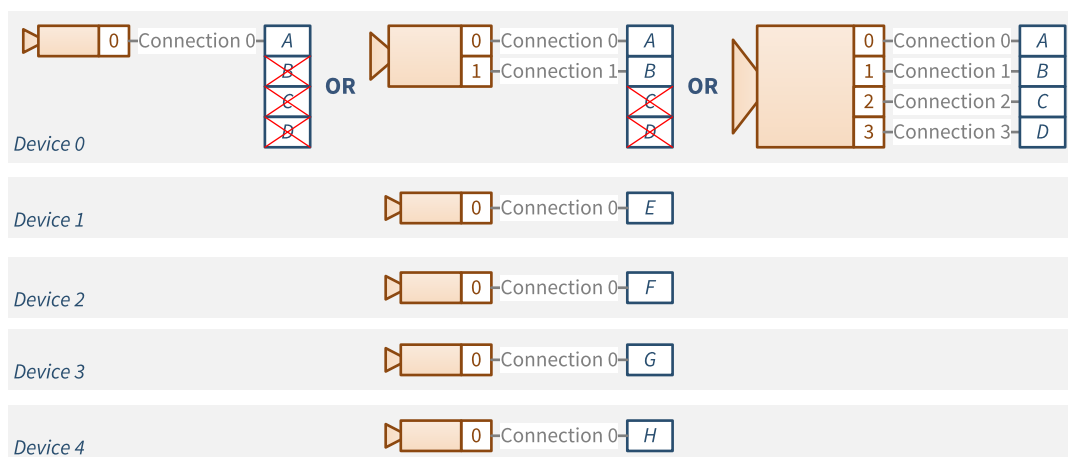 0 Connection 0 A 0 Connection 0 A 0 Connection 0 A
B OR 1 Connection 1 B OR 1 Connection 1 B
C C 2 Connection 2 C
Device 0 D D 3 Connection 3 D
Device 1 0 Connection 0 E
Device 2 0 Connection 0 F
Device 3 0 Connection 0 G
Device 4 0 Connection 0 H